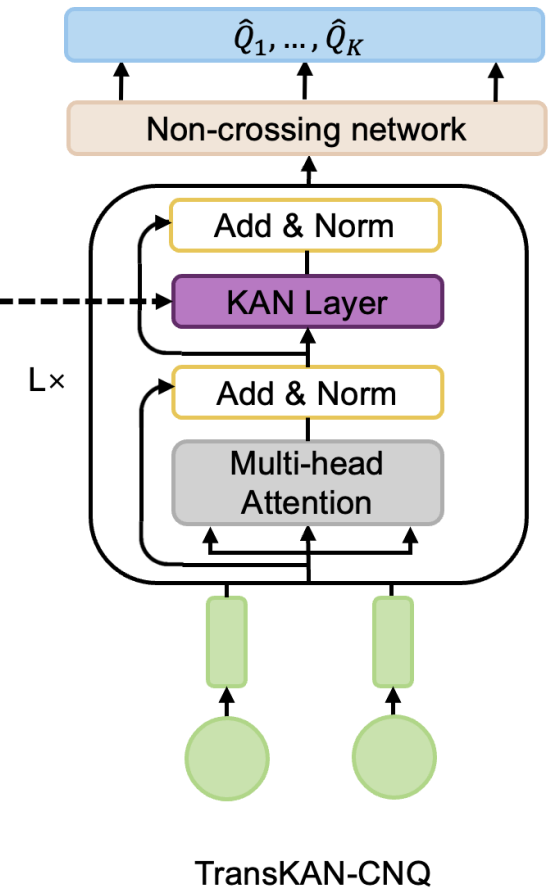 Q̂₁, …, Q̂_K
Non-crossing network
Add & Norm
KAN Layer
L×
Add & Norm
Multi-head
Attention
TransKAN-CNQ